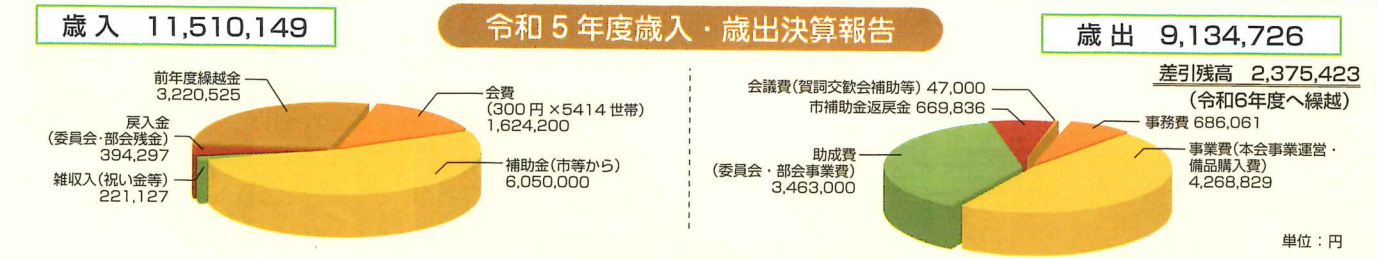 令和5年度歳入・歳出決算報告
歳入 11,510,149
前年度繰越金
3,220,525
会費
(300円×5414世帯)
1,624,200
戻入金
(委員会・部会残金)
394,297
補助金(市等から)
6,050,000
雑収入(祝い金等)
221,127
歳出 9,134,726
差引残高 2,375,423
(令和6年度へ繰越)
会議費(賀詞交歓会補助等) 47,000
市補助金返戻金 669,836
事務費 686,061
助成費
(委員会・部会事業費)
3,463,000
事業費(本会事業運営・
備品購入費)
4,268,829
単位:円